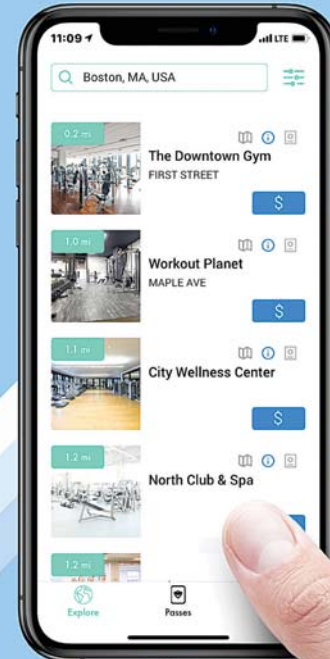 11:09
LTE
Boston, MA, USA
0.2 mi
The Downtown Gym
FIRST STREET
$
1.0 mi
Workout Planet
MAPLE AVE
$
1.1 mi
City Wellness Center
$
1.2 mi
North Club & Spa
1.2 mi
Explore
Passes